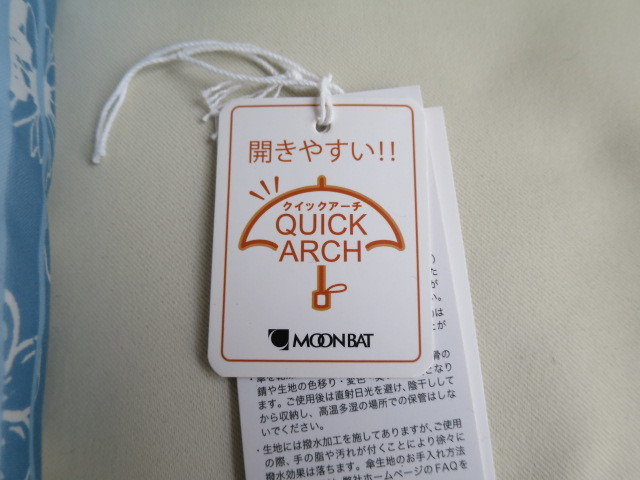 開きやすい!!
クイックアーチ
QUICK
ARCH
MOONBAT
錆や生地の色移り・変色
ます。ご使用後は直射日光を避け、陰干しして
から収納し、高温多湿の場所での保管はしな
いでください。
・生地には撥水加工を施してありますが、ご使用
の際、手の脂や汚れが付くことにより徐々に
撥水効果は落ちます。傘生地のお手入れ方法
弊社ホームページのFAQを